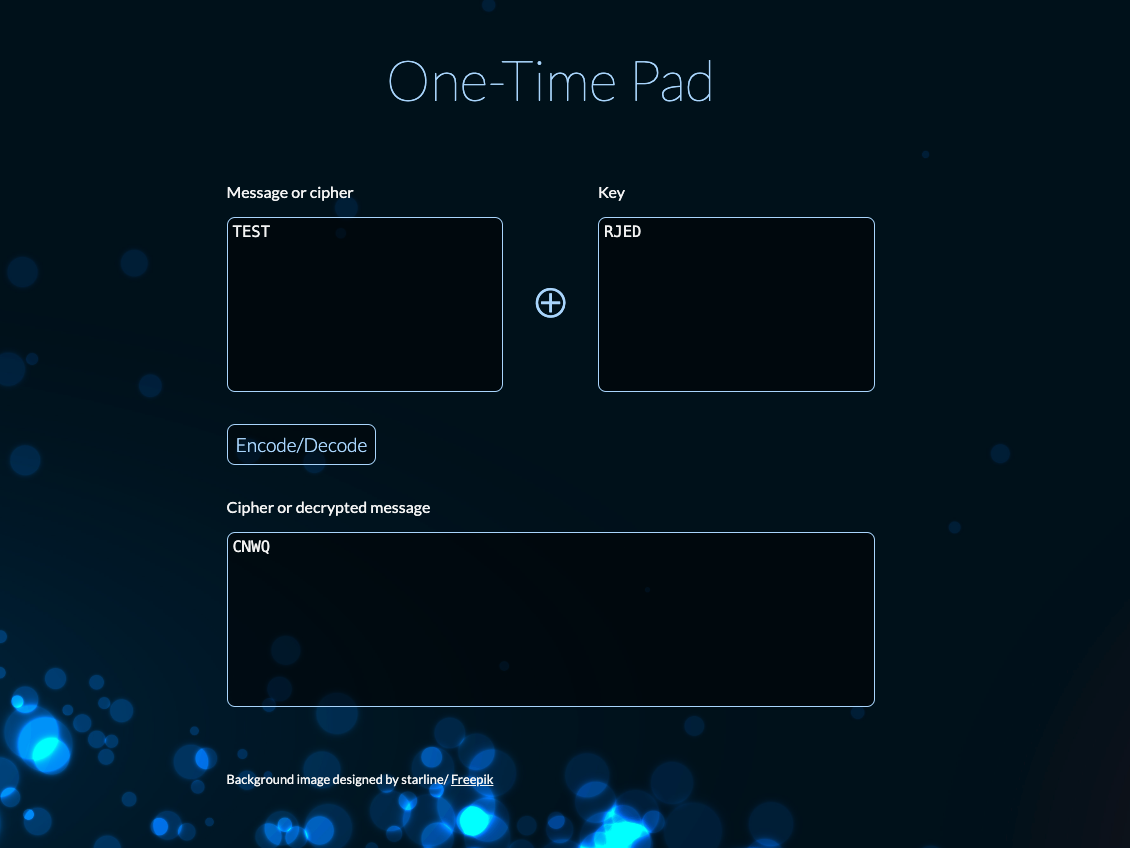 One-Time Pad
Message or cipher
Key
TEST
RJED
Encode/Decode
Cipher or decrypted message
CNWQ
Background image designed by starline/ Freepik